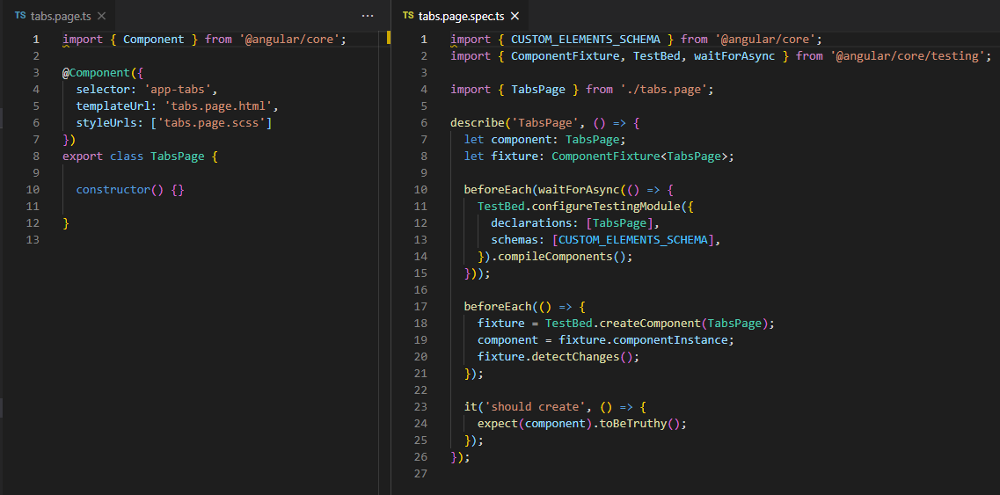 TS tabs.page.ts × ···
1 import { Component } from '@angular/core';
2
3 @Component({
4   selector: 'app-tabs',
5   templateUrl: 'tabs.page.html',
6   styleUrls: ['tabs.page.scss']
7 })
8 export class TabsPage {
9
10   constructor() {}
11
12 }
13
TS tabs.page.spec.ts ×
1 import { CUSTOM_ELEMENTS_SCHEMA } from '@angular/core';
2 import { ComponentFixture, TestBed, waitForAsync } from '@angular/core/testing';
3
4 import { TabsPage } from './tabs.page';
5
6 describe('TabsPage', () => {
7   let component: TabsPage;
8   let fixture: ComponentFixture<TabsPage>;
9
10   beforeEach(waitForAsync(() => {
11     TestBed.configureTestingModule({
12       declarations: [TabsPage],
13       schemas: [CUSTOM_ELEMENTS_SCHEMA],
14     }).compileComponents();
15   }));
16
17   beforeEach(() => {
18     fixture = TestBed.createComponent(TabsPage);
19     component = fixture.componentInstance;
20     fixture.detectChanges();
21   });
22
23   it('should create', () => {
24     expect(component).toBeTruthy();
25   });
26 });
27